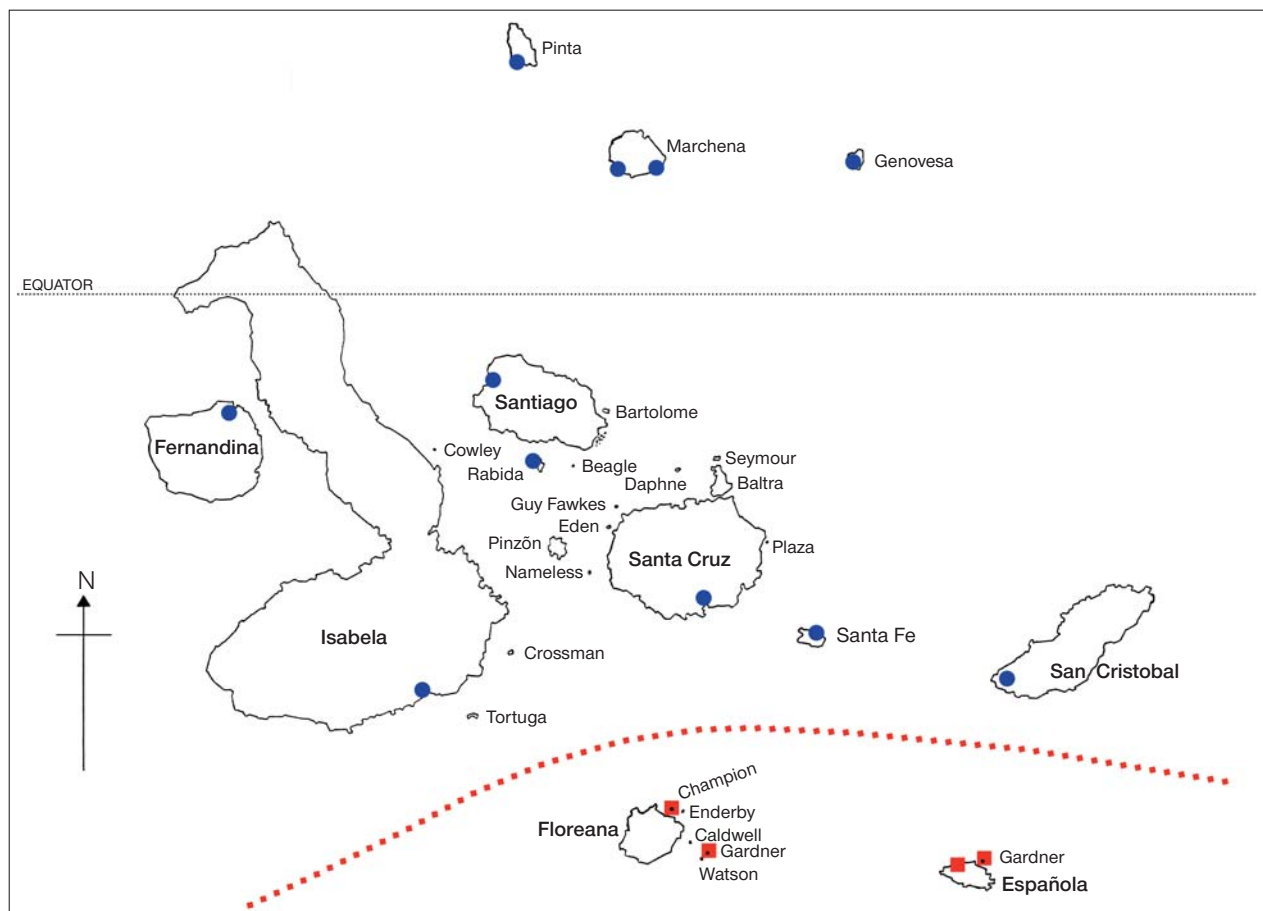 Pinta
Marchena
Genovesa
EQUATOR
Santiago
Bartolome
Fernandina
Cowley
Rabida
Beagle
Seymour
Daphne
Baltra
Guy Fawkes
Eden
Pinzõn
Santa Cruz
Plaza
Nameless
N
Isabela
Crossman
Santa Fe
San Cristobal
Tortuga
Champion
Enderby
Floreana
Caldwell
Gardner
Watson
Gardner
Española